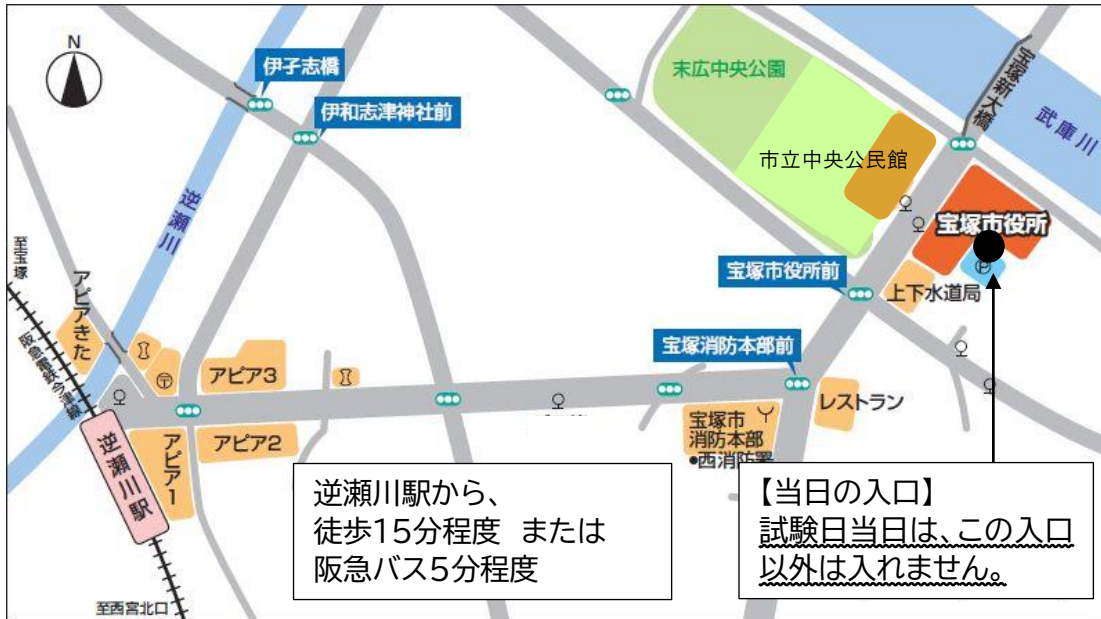 N
伊子志橋
伊和志津神社前
末広中央公園
宝塚新大橋
武庫川
市立中央公民館
逆瀬川
宝塚市役所
P
至宝塚
アピアきた
阪急電鉄今津線
宝塚市役所前
上下水道局
宝塚消防本部前
アピア3
レストラン
宝塚市
消防本部
●西消防署
アピア2
アピア1
逆瀬川駅
至西宮北口
逆瀬川駅から、
徒歩15分程度 または
阪急バス5分程度
【当日の入口】
試験日当日は、この入口
以外は入れません。